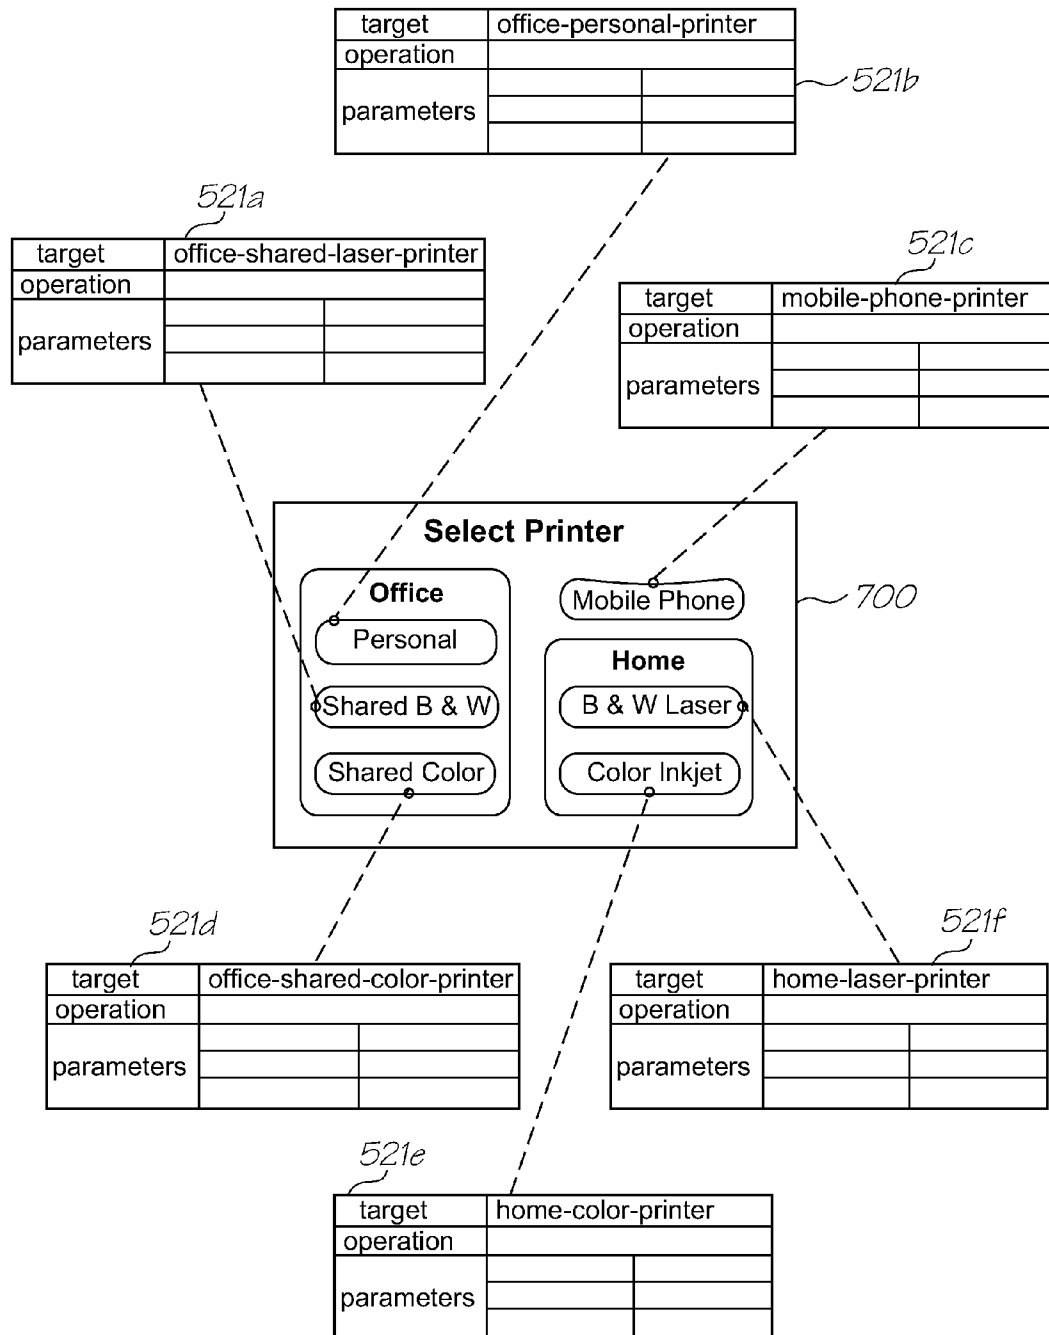 target office-personal-printer
operation
parameters
521b
521a
target office-shared-laser-printer
operation
parameters
521c
target mobile-phone-printer
operation
parameters
Select Printer
Office
Personal
Shared B & W
Shared Color
Mobile Phone
700
Home
B & W Laser
Color Inkjet
521d
target office-shared-color-printer
operation
parameters
521f
target home-laser-printer
operation
parameters
521e
target home-color-printer
operation
parameters